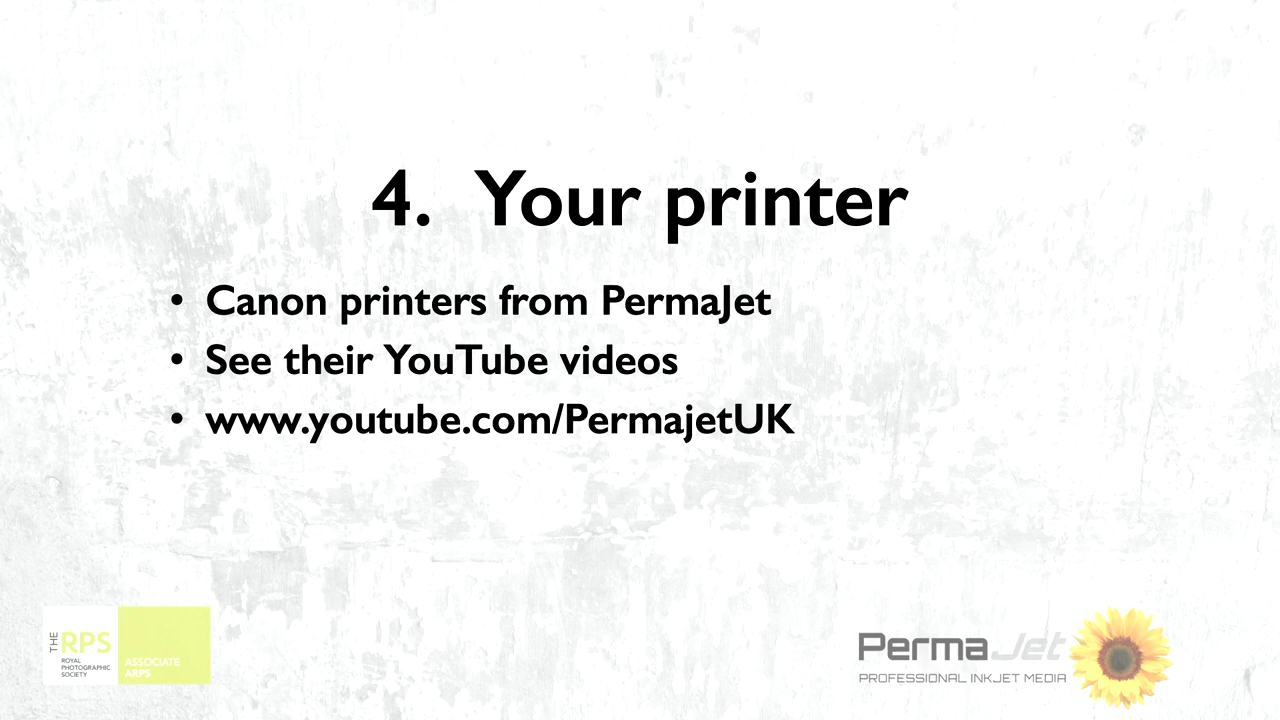 4. Your printer
• Canon printers from PermaJet
• See their YouTube videos
• www.youtube.com/PermajetUK
THE RPS
ROYAL
PHOTOGRAPHIC
SOCIETY
ASSOCIATE
ARPS
PermaJet
PROFESSIONAL INKJET MEDIA